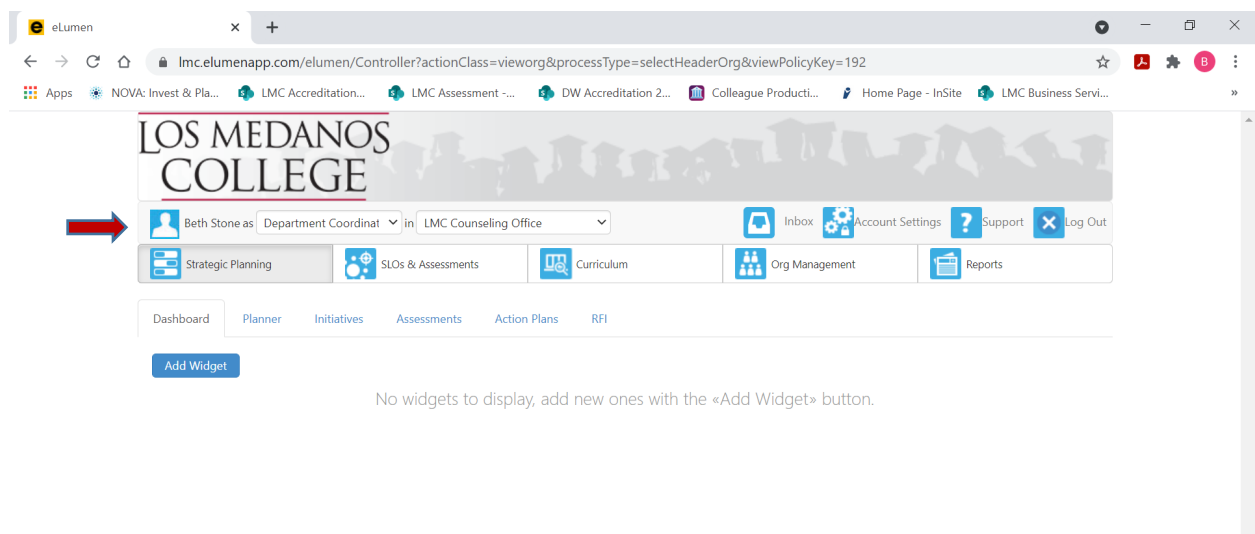 eLumen
lmc.elumenapp.com/elumen/Controller?actionClass=vieworg&processType=selectHeaderOrg&viewPolicyKey=192
B
Apps NOVA: Invest & Pla... LMC Accreditation... LMC Assessment -... DW Accreditation 2... Colleague Producti... Home Page - InSite LMC Business Servi... »
LOS MEDANOS
COLLEGE
Beth Stone as Department Coordinat in LMC Counseling Office Inbox Account Settings ? Support Log Out
Strategic Planning SLOs & Assessments Curriculum Org Management Reports
Dashboard Planner Initiatives Assessments Action Plans RFI
Add Widget
No widgets to display, add new ones with the «Add Widget» button.